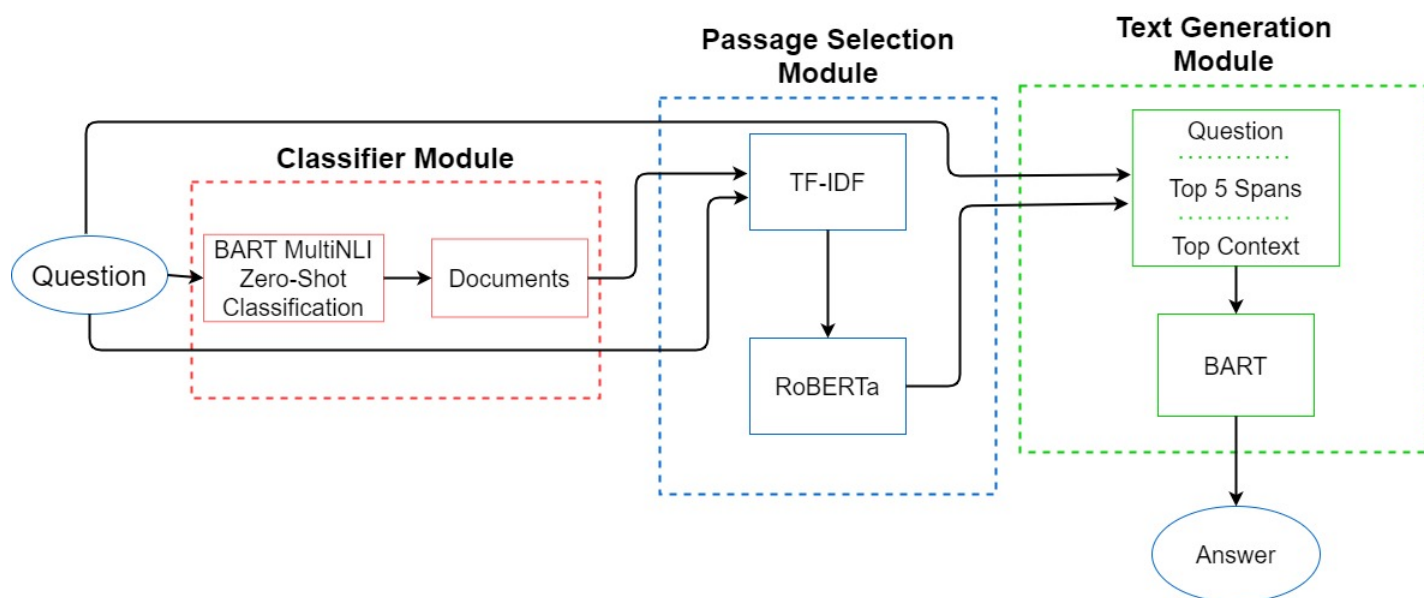 Passage Selection
Module
Text Generation
Module
Classifier Module
Question
BART MultiNLI
Zero-Shot
Classification
Documents
TF-IDF
RoBERTa
Question
Top 5 Spans
Top Context
BART
Answer